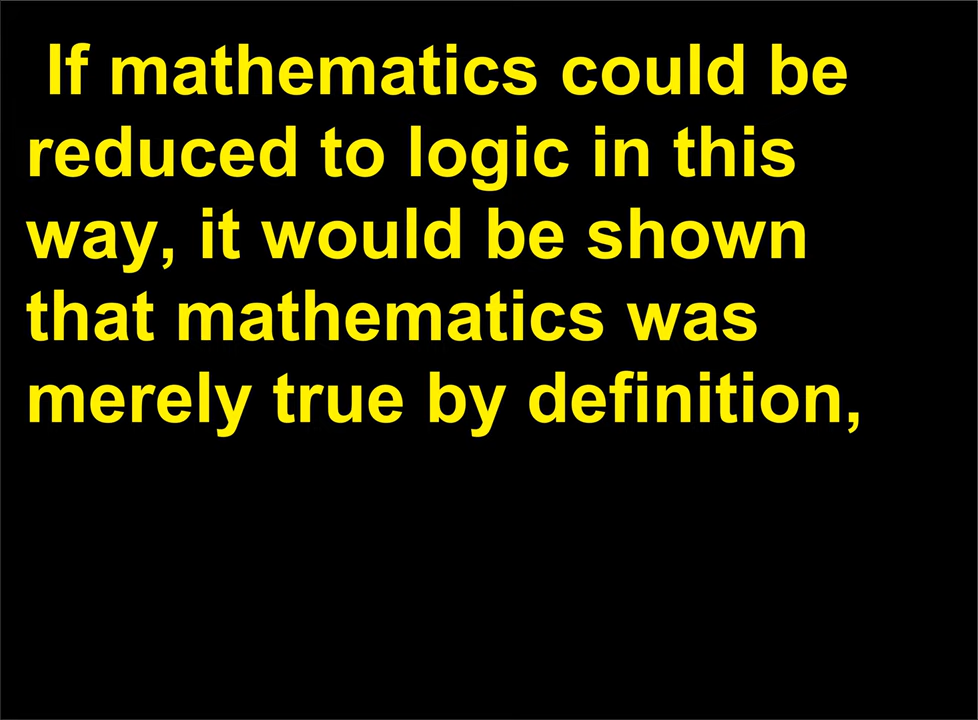 If mathematics could be
reduced to logic in this
way, it would be shown
that mathematics was
merely true by definition,